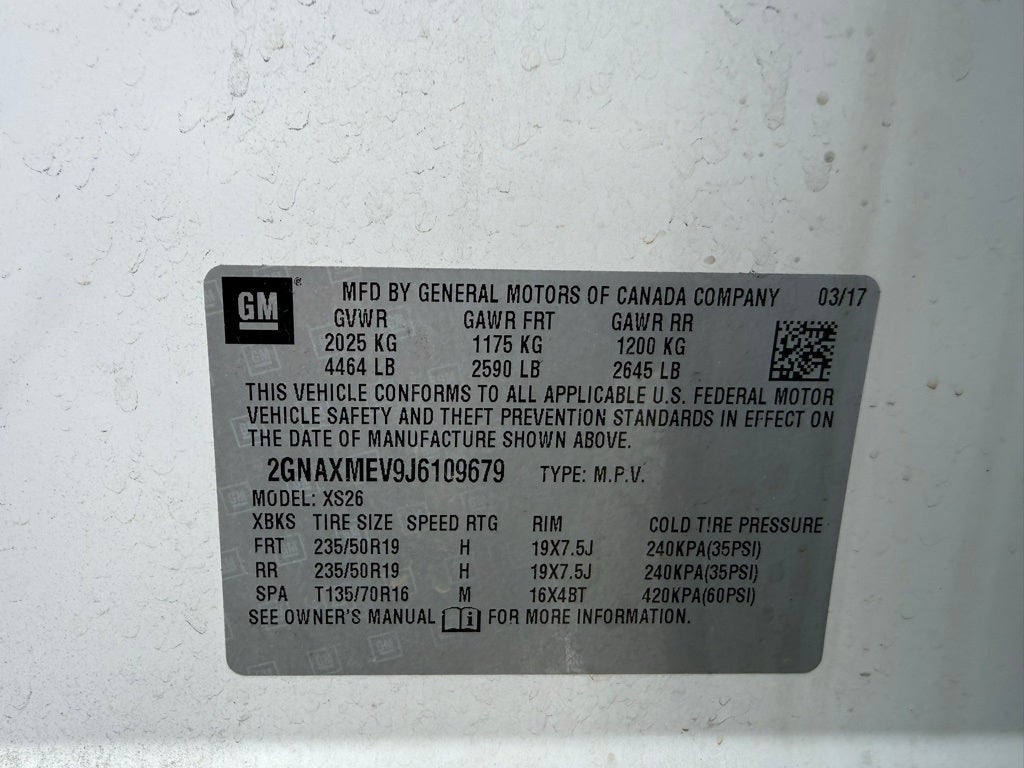 GM®
MFD BY GENERAL MOTORS OF CANADA COMPANY 03/17
GVWR GAWR FRT GAWR RR
2025 KG 1175 KG 1200 KG
4464 LB 2590 LB 2645 LB
THIS VEHICLE CONFORMS TO ALL APPLICABLE U.S. FEDERAL MOTOR
VEHICLE SAFETY AND THEFT PREVENTION STANDARDS IN EFFECT ON
THE DATE OF MANUFACTURE SHOWN ABOVE.
2GNAXMEV9J6109679 TYPE: M.P.V.
MODEL: XS26
XBKS TIRE SIZE SPEED RTG RIM COLD TIRE PRESSURE
FRT 235/50R19 H 19X7.5J 240KPA(35PSI)
RR 235/50R19 H 19X7.5J 240KPA(35PSI)
SPA T135/70R16 M 16X4BT 420KPA(60PSI)
SEE OWNER'S MANUAL i FOR MORE INFORMATION.